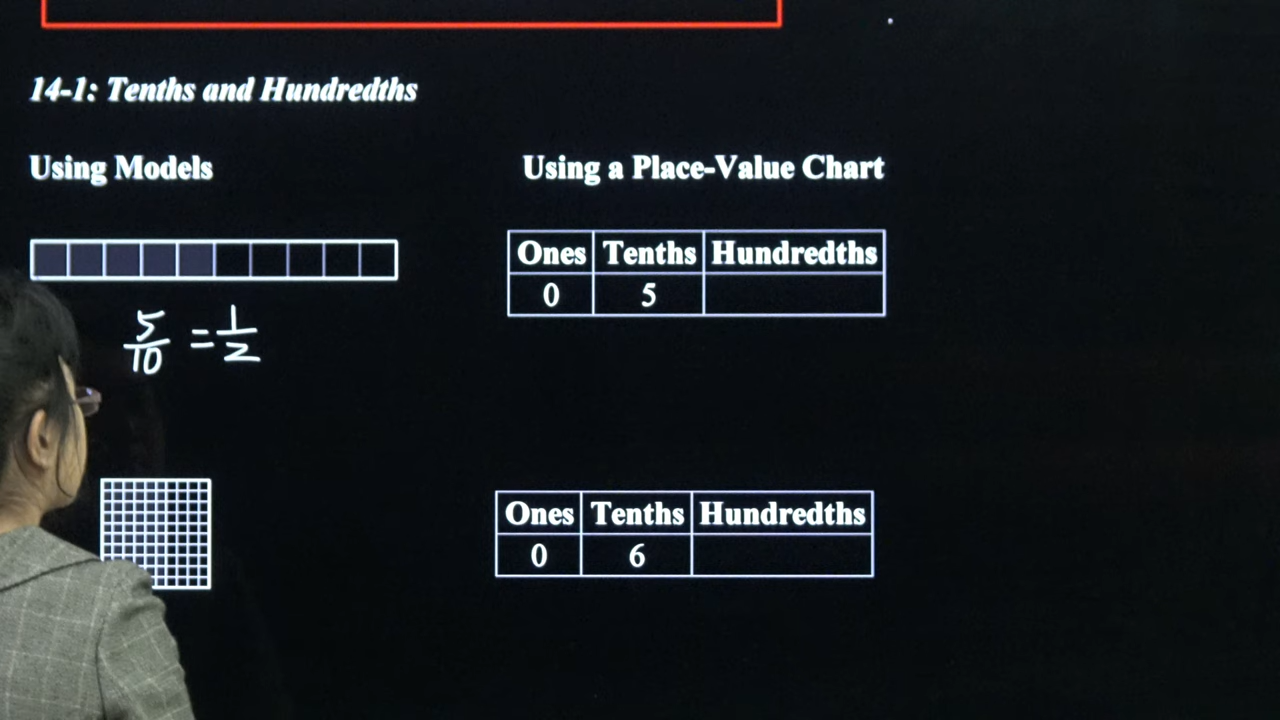 14-1: Tenths and Hundredths
Using Models
Using a Place-Value Chart
Ones Tenths Hundredths
0 5
5/10 = 1/2
Ones Tenths Hundredths
0 6